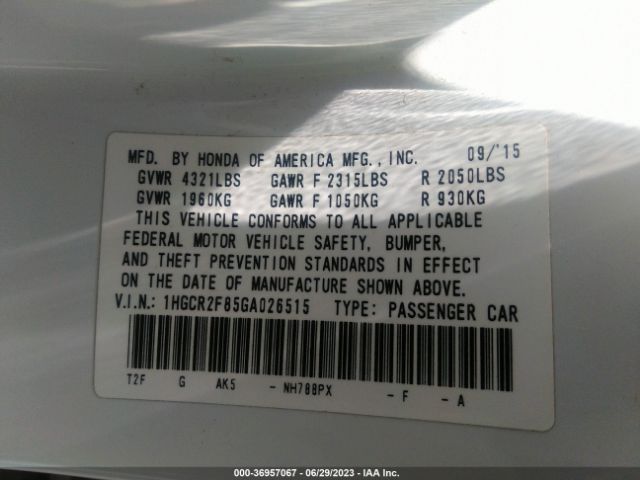 MFD. BY HONDA OF AMERICA MFG., INC. 09/'15
GVWR 4321LBS GAWR F 2315LBS R 2050LBS
GVWR 1960KG GAWR F 1050KG R 930KG
THIS VEHICLE CONFORMS TO ALL APPLICABLE
FEDERAL MOTOR VEHICLE SAFETY, BUMPER,
AND THEFT PREVENTION STANDARDS IN EFFECT
ON THE DATE OF MANUFACTURE SHOWN ABOVE.
V.I.N.: 1HGCR2F85GA026515 TYPE: PASSENGER CAR
T2F G AK5 - NH788PX - F - A
000-36957067 - 06/29/2023 - IAA Inc.